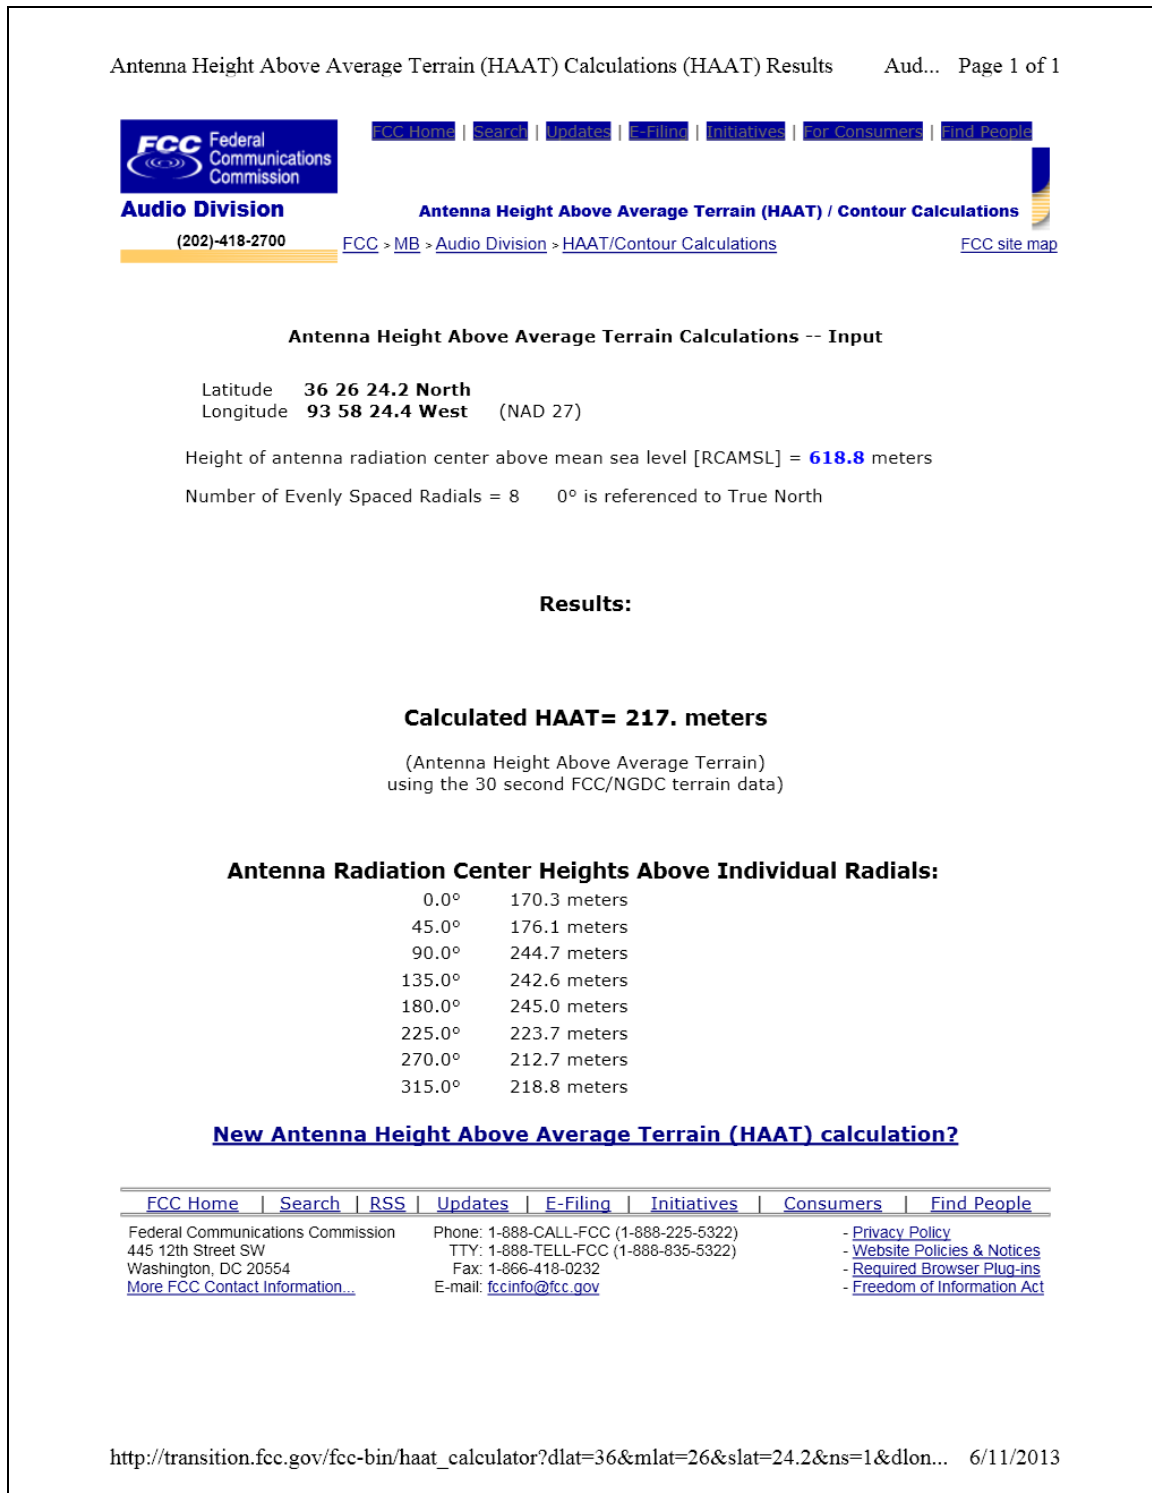 Antenna Height Above Average Terrain (HAAT) Calculations (HAAT) Results Aud... Page 1 of 1
FCC Federal Communications Commission
FCC Home | Search | Updates | E-Filing | Initiatives | For Consumers | Find People
Audio Division
Antenna Height Above Average Terrain (HAAT) / Contour Calculations
(202)-418-2700
FCC > MB > Audio Division > HAAT/Contour Calculations FCC site map
Antenna Height Above Average Terrain Calculations -- Input
Latitude 36 26 24.2 North
Longitude 93 58 24.4 West (NAD 27)
Height of antenna radiation center above mean sea level [RCAMSL] = 618.8 meters
Number of Evenly Spaced Radials = 8 0º is referenced to True North
Results:
Calculated HAAT= 217. meters
(Antenna Height Above Average Terrain)
using the 30 second FCC/NGDC terrain data)
Antenna Radiation Center Heights Above Individual Radials:
0.0º 170.3 meters
45.0º 176.1 meters
90.0º 244.7 meters
135.0º 242.6 meters
180.0º 245.0 meters
225.0º 223.7 meters
270.0º 212.7 meters
315.0º 218.8 meters
New Antenna Height Above Average Terrain (HAAT) calculation?
FCC Home | Search | RSS | Updates | E-Filing | Initiatives | Consumers | Find People
Federal Communications Commission Phone: 1-888-CALL-FCC (1-888-225-5322) - Privacy Policy
445 12th Street SW TTY: 1-888-TELL-FCC (1-888-835-5322) - Website Policies & Notices
Washington, DC 20554 Fax: 1-866-418-0232 - Required Browser Plug-ins
More FCC Contact Information... E-mail: fccinfo@fcc.gov - Freedom of Information Act
http://transition.fcc.gov/fcc-bin/haat_calculator?dlat=36&mlat=26&slat=24.2&ns=1&dlon... 6/11/2013